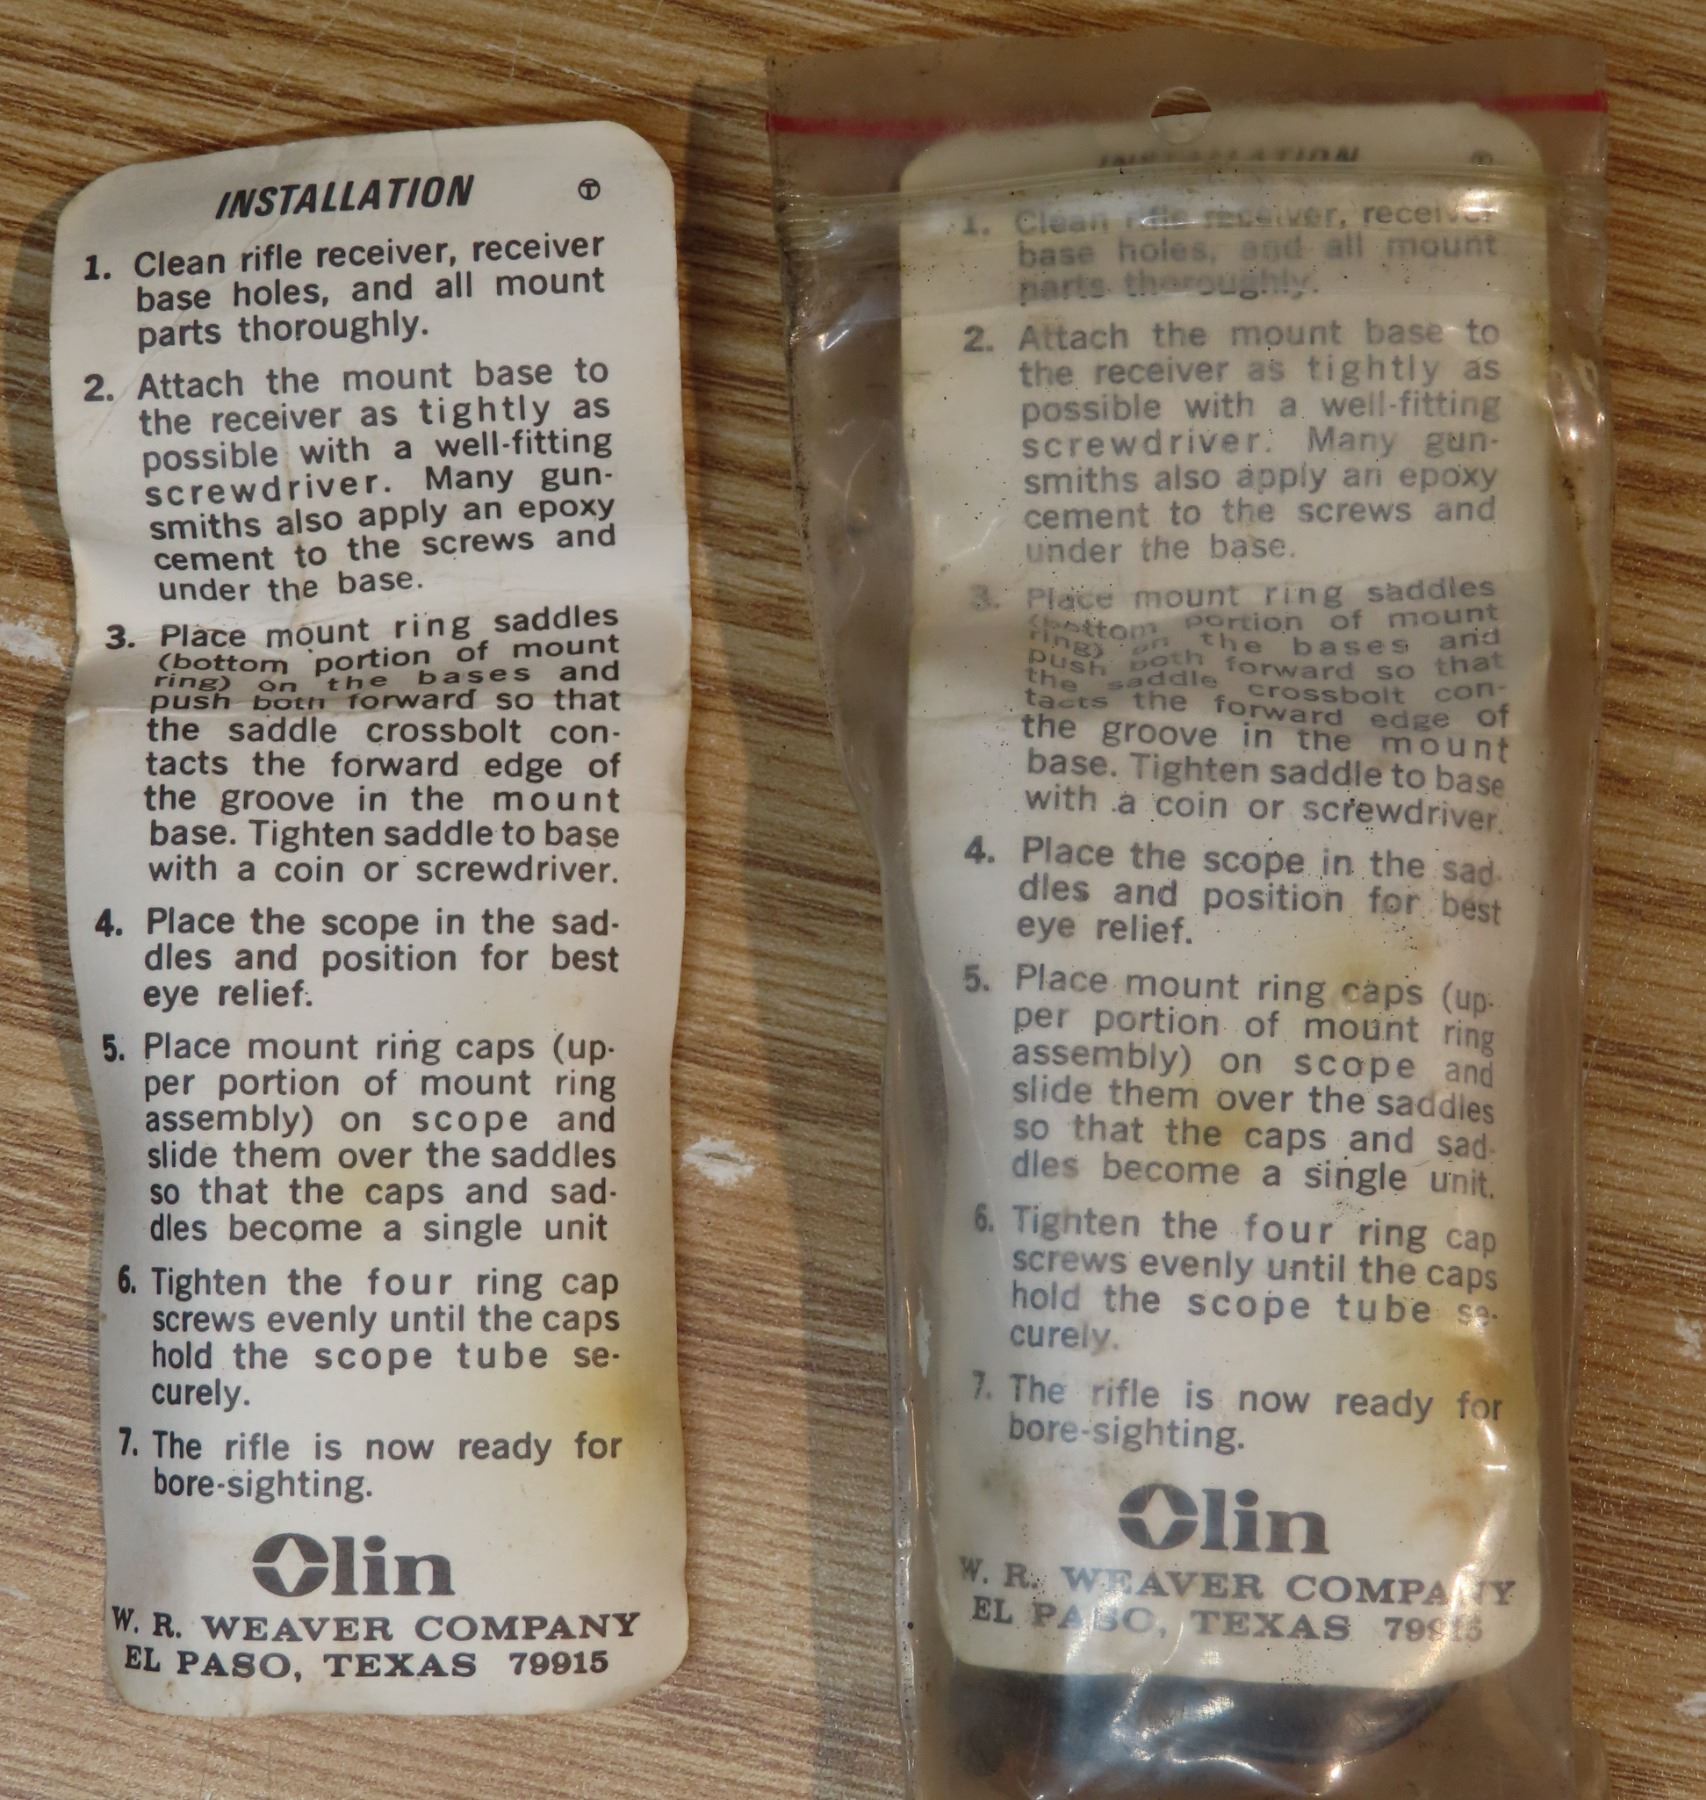 INSTALLATION Ⓣ
1. Clean rifle receiver, receiver
base holes, and all mount
parts thoroughly.
2. Attach the mount base to
the receiver as tightly as
possible with a well-fitting
screwdriver. Many gun-
smiths also apply an epoxy
cement to the screws and
under the base.
3. Place mount ring saddles
(bottom portion of mount
ring) on the bases and
push both forward so that
the saddle crossbolt con-
tacts the forward edge of
the groove in the mount
base. Tighten saddle to base
with a coin or screwdriver.
4. Place the scope in the sad-
dles and position for best
eye relief.
5. Place mount ring caps (up-
per portion of mount ring
assembly) on scope and
slide them over the saddles
so that the caps and sad-
dles become a single unit
6. Tighten the four ring cap
screws evenly until the caps
hold the scope tube se-
curely.
7. The rifle is now ready for
bore-sighting.
Olin
W. R. WEAVER COMPANY
EL PASO, TEXAS 79915
INSTALLATION Ⓣ
1. Clean rifle receiver, receiver
base holes, and all mount
parts thoroughly.
2. Attach the mount base to
the receiver as tightly as
possible with a well-fitting
screwdriver. Many gun-
smiths also apply an epoxy
cement to the screws and
under the base.
3. Place mount ring saddles
(bottom portion of mount
ring) on the bases and
push both forward so that
the saddle crossbolt con-
tacts the forward edge of
the groove in the mount
base. Tighten saddle to base
with a coin or screwdriver.
4. Place the scope in the sad-
dles and position for best
eye relief.
5. Place mount ring caps (up-
per portion of mount ring
assembly) on scope and
slide them over the saddles
so that the caps and sad-
dles become a single unit.
6. Tighten the four ring cap
screws evenly until the caps
hold the scope tube se-
curely.
7. The rifle is now ready for
bore-sighting.
Olin
W. R. WEAVER COMPANY
EL PASO, TEXAS 79915